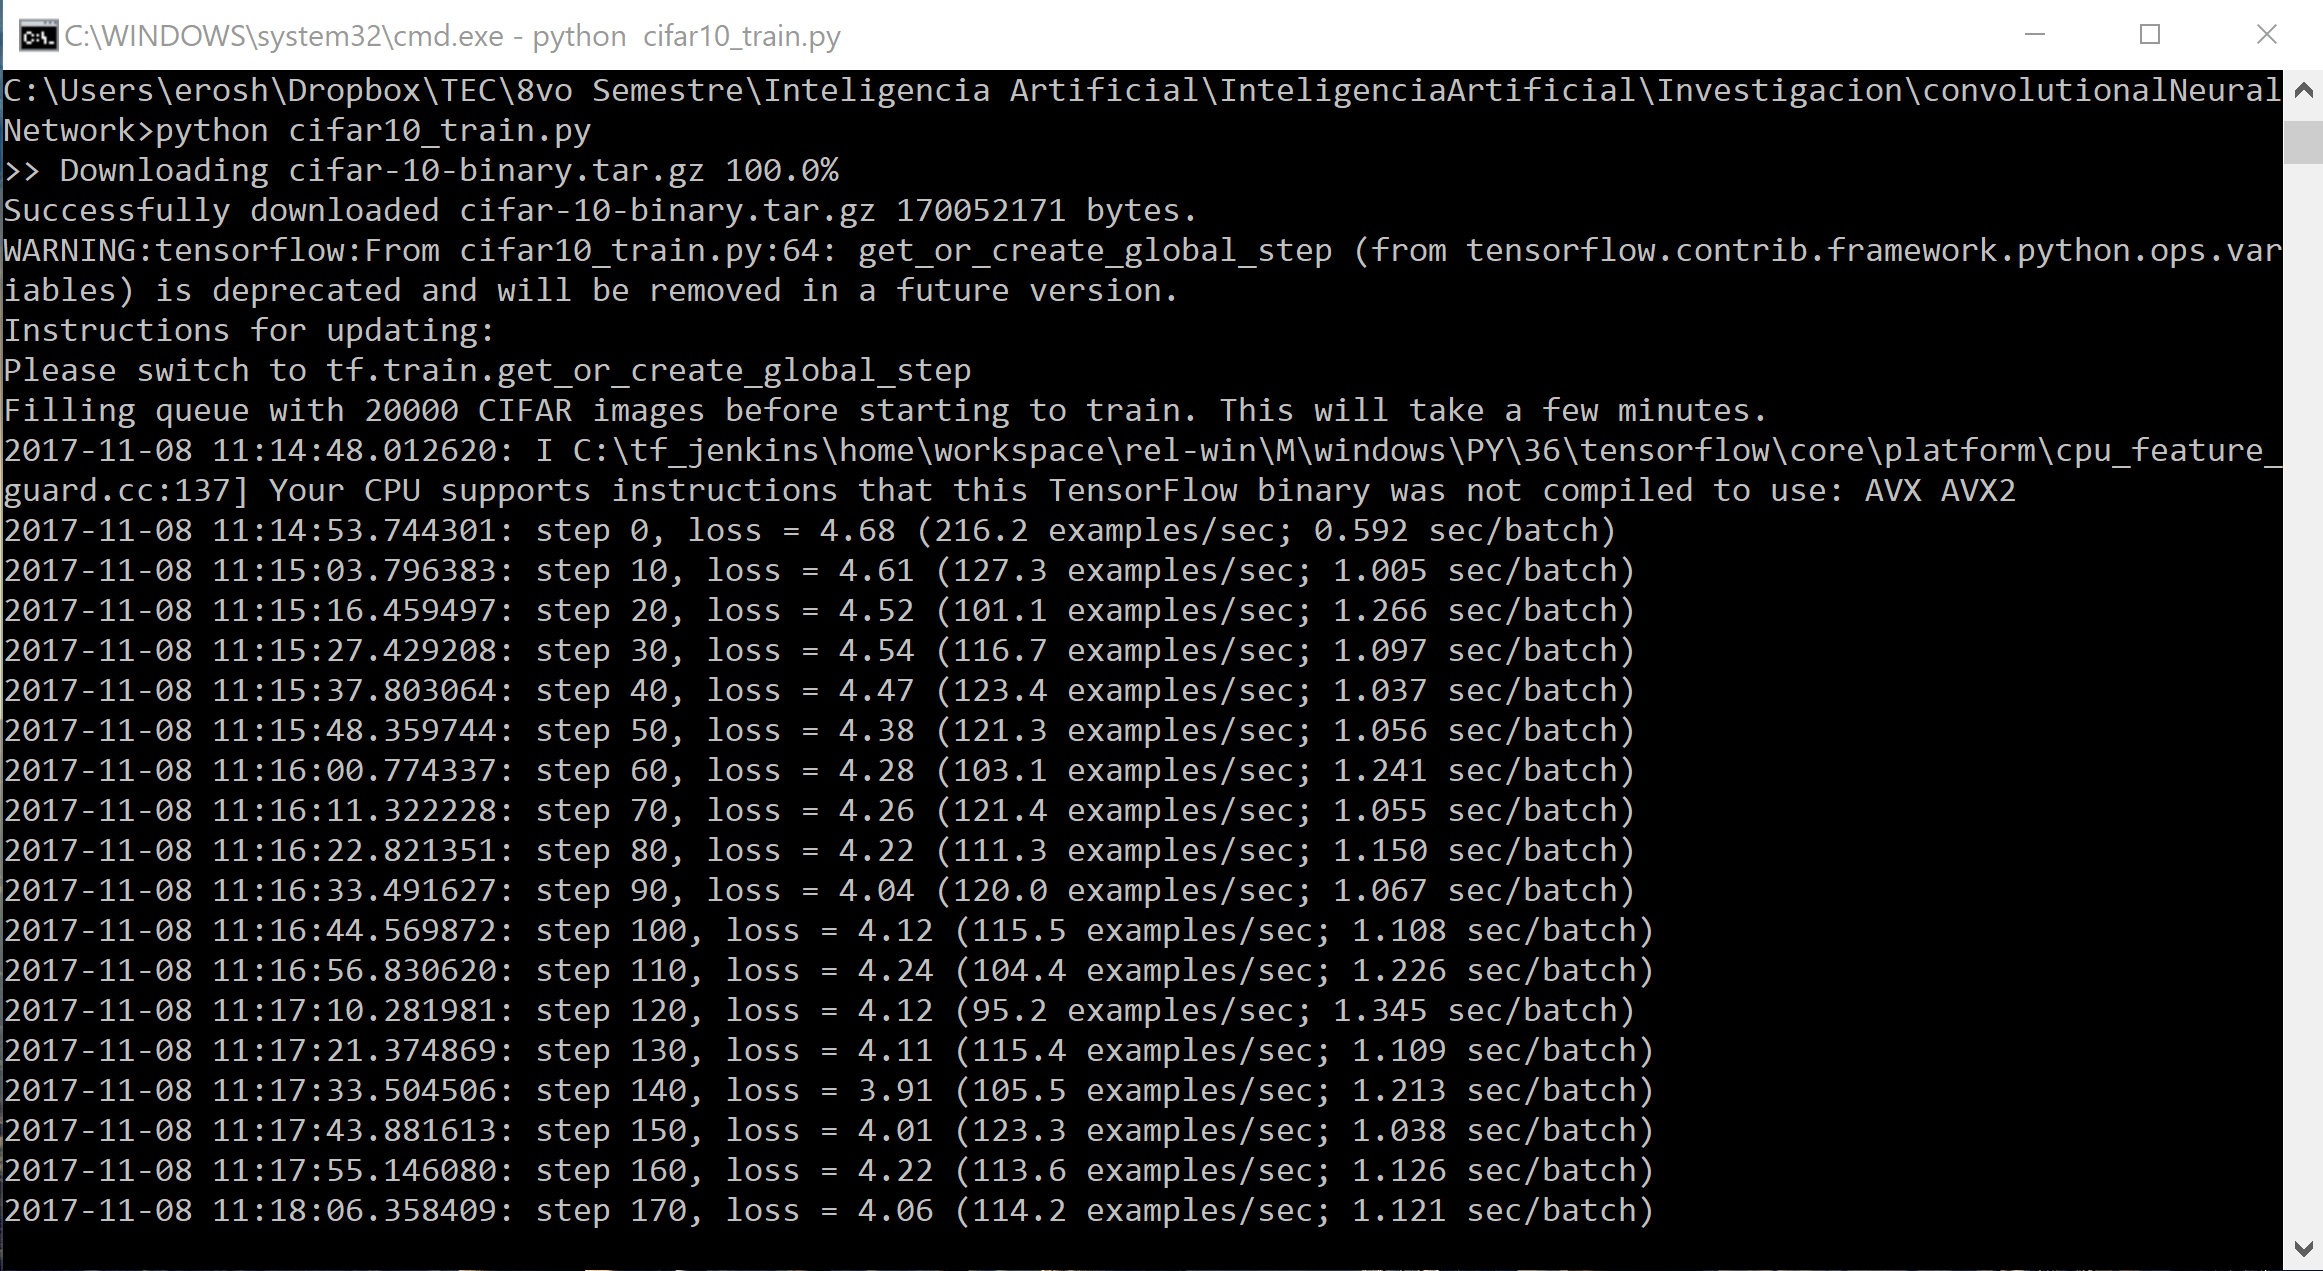 C:\WINDOWS\system32\cmd.exe - python  cifar10_train.py
C:\Users\erosh\Dropbox\TEC\8vo Semestre\Inteligencia Artificial\InteligenciaArtificial\Investigacion\convolutionalNeural
Network>python cifar10_train.py
>> Downloading cifar-10-binary.tar.gz 100.0%
Successfully downloaded cifar-10-binary.tar.gz 170052171 bytes.
WARNING:tensorflow:From cifar10_train.py:64: get_or_create_global_step (from tensorflow.contrib.framework.python.ops.var
iables) is deprecated and will be removed in a future version.
Instructions for updating:
Please switch to tf.train.get_or_create_global_step
Filling queue with 20000 CIFAR images before starting to train. This will take a few minutes.
2017-11-08 11:14:48.012620: I C:\tf_jenkins\home\workspace\rel-win\M\windows\PY\36\tensorflow\core\platform\cpu_feature_
guard.cc:137] Your CPU supports instructions that this TensorFlow binary was not compiled to use: AVX AVX2
2017-11-08 11:14:53.744301: step 0, loss = 4.68 (216.2 examples/sec; 0.592 sec/batch)
2017-11-08 11:15:03.796383: step 10, loss = 4.61 (127.3 examples/sec; 1.005 sec/batch)
2017-11-08 11:15:16.459497: step 20, loss = 4.52 (101.1 examples/sec; 1.266 sec/batch)
2017-11-08 11:15:27.429208: step 30, loss = 4.54 (116.7 examples/sec; 1.097 sec/batch)
2017-11-08 11:15:37.803064: step 40, loss = 4.47 (123.4 examples/sec; 1.037 sec/batch)
2017-11-08 11:15:48.359744: step 50, loss = 4.38 (121.3 examples/sec; 1.056 sec/batch)
2017-11-08 11:16:00.774337: step 60, loss = 4.28 (103.1 examples/sec; 1.241 sec/batch)
2017-11-08 11:16:11.322228: step 70, loss = 4.26 (121.4 examples/sec; 1.055 sec/batch)
2017-11-08 11:16:22.821351: step 80, loss = 4.22 (111.3 examples/sec; 1.150 sec/batch)
2017-11-08 11:16:33.491627: step 90, loss = 4.04 (120.0 examples/sec; 1.067 sec/batch)
2017-11-08 11:16:44.569872: step 100, loss = 4.12 (115.5 examples/sec; 1.108 sec/batch)
2017-11-08 11:16:56.830620: step 110, loss = 4.24 (104.4 examples/sec; 1.226 sec/batch)
2017-11-08 11:17:10.281981: step 120, loss = 4.12 (95.2 examples/sec; 1.345 sec/batch)
2017-11-08 11:17:21.374869: step 130, loss = 4.11 (115.4 examples/sec; 1.109 sec/batch)
2017-11-08 11:17:33.504506: step 140, loss = 3.91 (105.5 examples/sec; 1.213 sec/batch)
2017-11-08 11:17:43.881613: step 150, loss = 4.01 (123.3 examples/sec; 1.038 sec/batch)
2017-11-08 11:17:55.146080: step 160, loss = 4.22 (113.6 examples/sec; 1.126 sec/batch)
2017-11-08 11:18:06.358409: step 170, loss = 4.06 (114.2 examples/sec; 1.121 sec/batch)